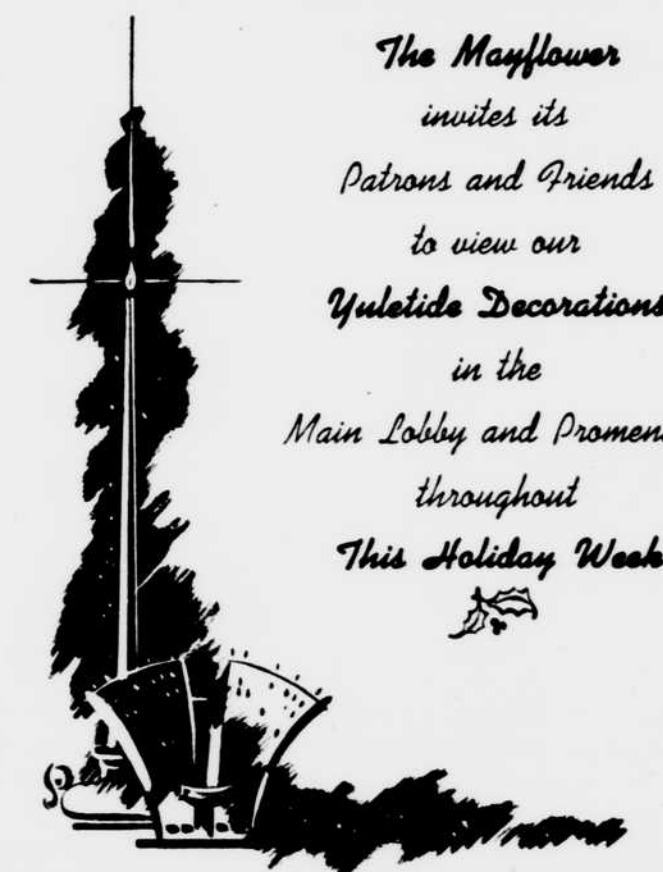 The Mayflower
invites its
Patrons and Friends
to view our
Yuletide Decorations
in the
Main Lobby and
throughout
This Holiday Week